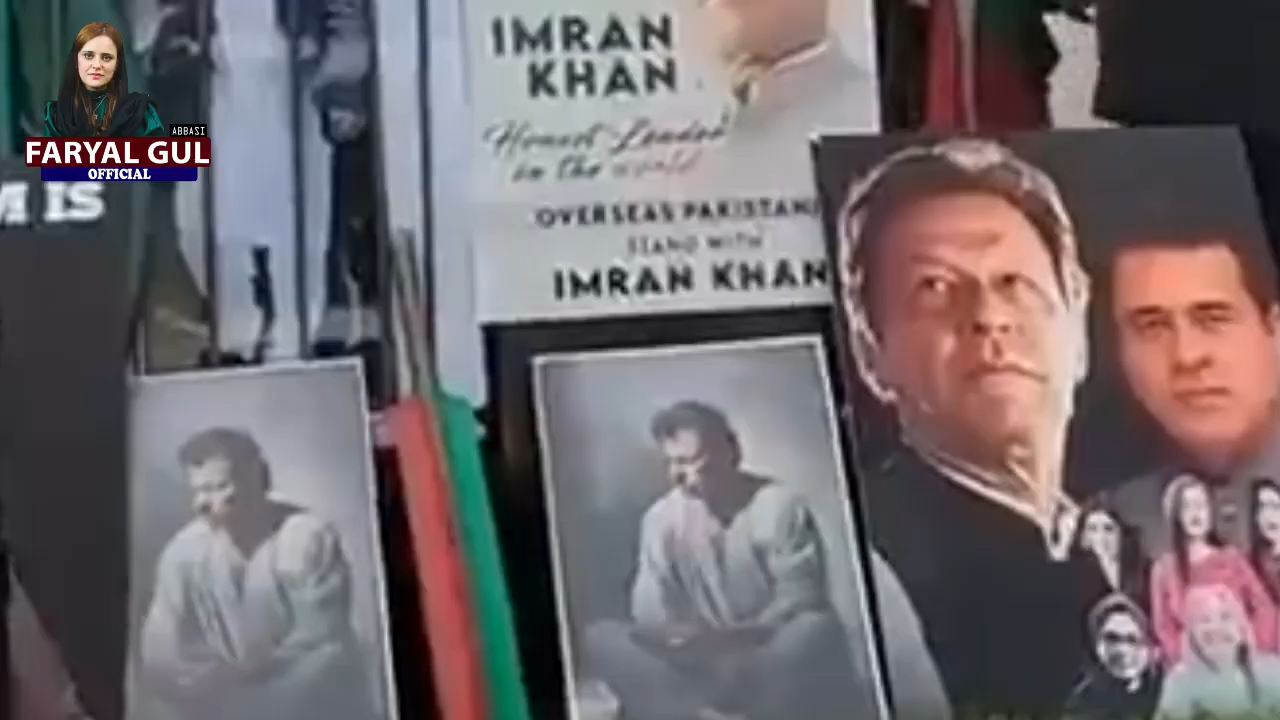 ABBASI
FARYAL GUL
OFFICIAL
M IS
IMRAN
KHAN
Honest Leader
in the world
OVERSEAS PAKISTANI
STAND WITH
IMRAN KHAN